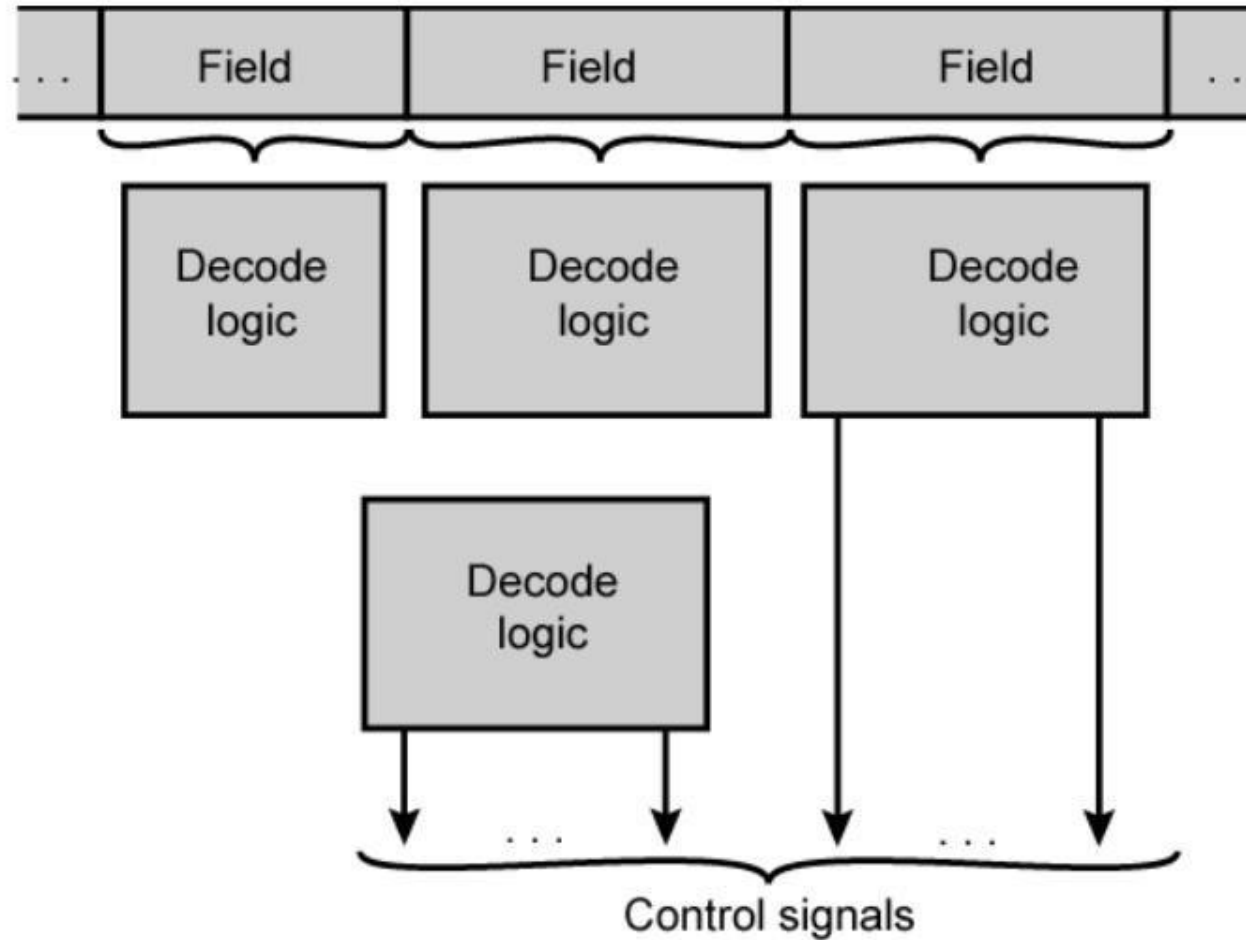 . . . Field Field Field . .
Decode Decode Decode
logic logic logic
Decode
logic
. . . . . .
Control signals